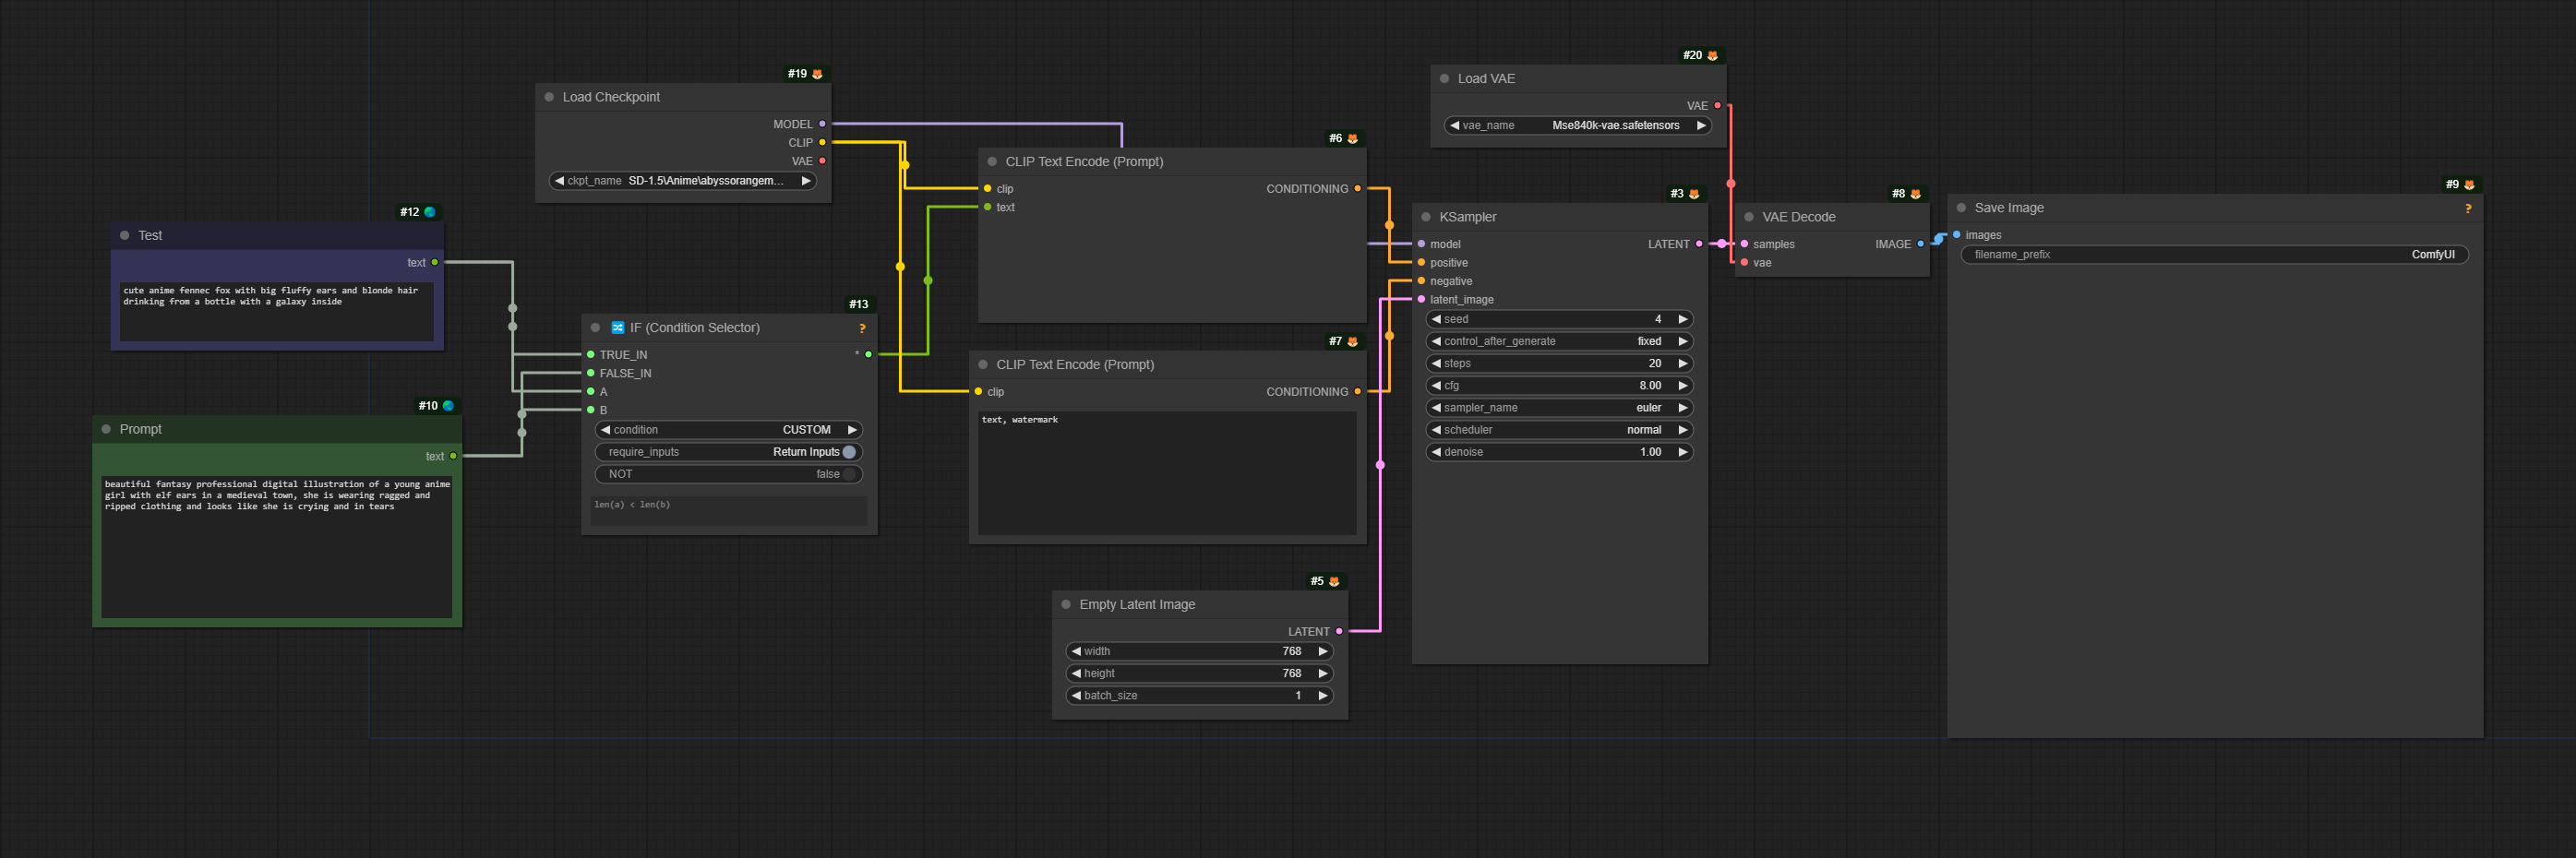 #19
Load Checkpoint
MODEL
CLIP
VAE
ckpt_name SD-1.5\Anime\abyssorangem...
#12
Test
text
cute anime fennec fox with big fluffy ears and blonde hair
drinking from a bottle with a galaxy inside
#10
Prompt
text
beautiful fantasy professional digital illustration of a young anime
girl with elf ears in a medieval town, she is wearing ragged and
ripped clothing and looks like she is crying and in tears
#13
IF (Condition Selector) ?
TRUE_IN *
FALSE_IN
A
B
condition CUSTOM
require_inputs Return Inputs
NOT false
len(a) < len(b)
#6
CLIP Text Encode (Prompt)
clip CONDITIONING
text
#7
CLIP Text Encode (Prompt)
clip CONDITIONING
text, watermark
#5
Empty Latent Image
LATENT
width 768
height 768
batch_size 1
#20
Load VAE
VAE
vae_name Mse840k-vae.safetensors
#3
KSampler
model LATENT
positive
negative
latent_image
seed 4
control_after_generate fixed
steps 20
cfg 8.00
sampler_name euler
scheduler normal
denoise 1.00
#8
VAE Decode
samples IMAGE
vae
#9
Save Image ?
images
filename_prefix ComfyUI